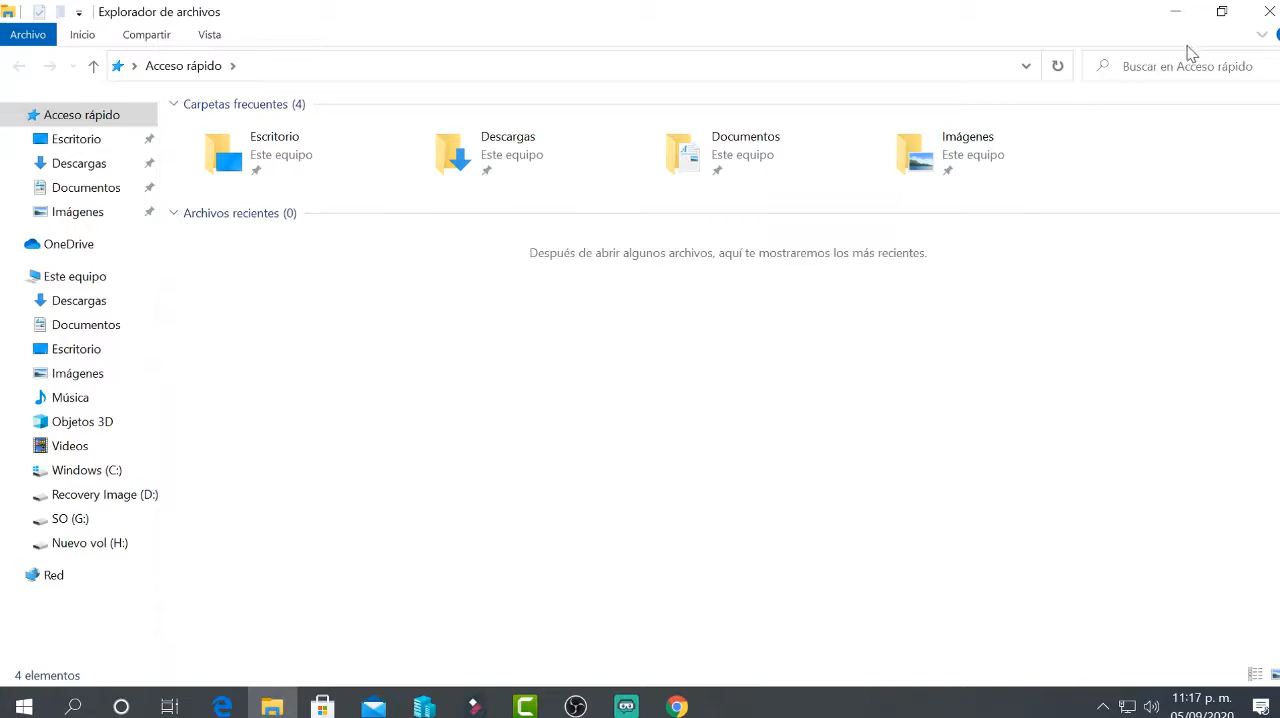 Explorador de archivos
Archivo Inicio Compartir Vista
Acceso rápido
Buscar en Acceso rápido
Acceso rápido
Escritorio
Descargas
Documentos
Imágenes
OneDrive
Este equipo
Descargas
Documentos
Escritorio
Imágenes
Música
Objetos 3D
Videos
Windows (C:)
Recovery Image (D:)
SO (G:)
Nuevo vol (H:)
Red
Carpetas frecuentes (4)
Escritorio
Este equipo
Descargas
Este equipo
Documentos
Este equipo
Imágenes
Este equipo
Archivos recientes (0)
Después de abrir algunos archivos, aquí te mostraremos los más recientes.
4 elementos
11:17 p. m.
05/09/2020